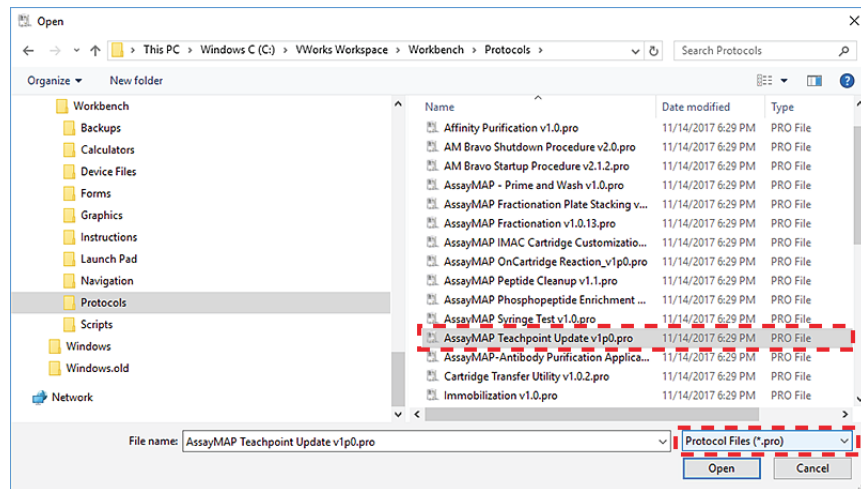 Open
This PC > Windows (C:) > VWorks Workspace > Workbench > Protocols >
Search Protocols
Organize
New folder
Workbench
Backups
Calculators
Device Files
Forms
Graphics
Instructions
Launch Pad
Navigation
Protocols
Scripts
Windows
Windows.old
Network
Name Date modified Type
Affinity Purification v1.0.pro 11/14/2017 6:29 PM PRO File
AM Bravo Shutdown Procedure v2.0.pro 11/14/2017 6:29 PM PRO File
AM Bravo Startup Procedure v2.1.2.pro 11/14/2017 6:29 PM PRO File
AssayMAP - Prime and Wash v1.0.pro 11/14/2017 6:29 PM PRO File
AssayMAP Fractionation Plate Stacking v... 11/14/2017 6:29 PM PRO File
AssayMAP Fractionation v1.0.13.pro 11/14/2017 6:29 PM PRO File
AssayMAP IMAC Cartridge Customizatio... 11/14/2017 6:29 PM PRO File
AssayMAP OnCartridge Reaction_v1p0.pro 11/14/2017 6:29 PM PRO File
AssayMAP Peptide Cleanup v1.1.pro 11/14/2017 6:29 PM PRO File
AssayMAP Phosphopeptide Enrichment ... 11/14/2017 6:29 PM PRO File
AssayMAP Syringe Test v1.0.pro 11/14/2017 6:29 PM PRO File
AssayMAP Teachpoint Update v1p0.pro 11/14/2017 6:29 PM PRO File
AssayMAP-Antibody Purification Applica... 11/14/2017 6:29 PM PRO File
Cartridge Transfer Utility v1.0.2.pro 11/14/2017 6:29 PM PRO File
Immobilization v1.0.pro 11/14/2017 6:29 PM PRO File
File name: AssayMAP Teachpoint Update v1p0.pro
Protocol Files (*.pro)
Open
Cancel